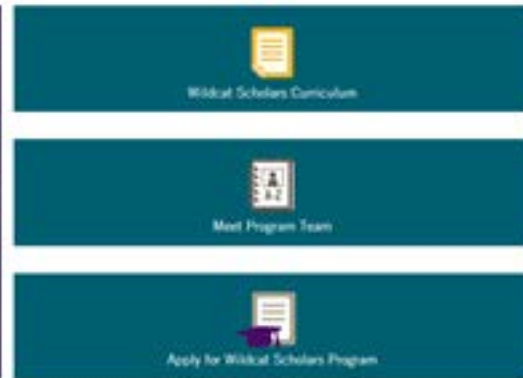 Wildcat Scholars Curriculum
A-Z
Meet Program Team
Apply for Wildcat Scholars Program